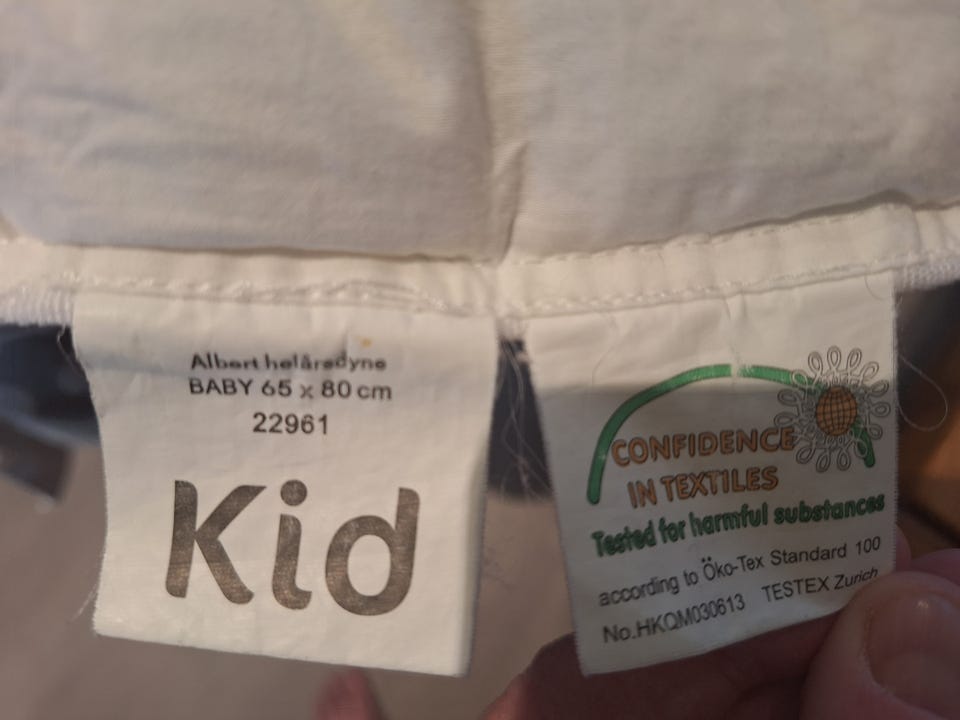 Albert helårsdyne
BABY 65 x 80 cm
22961
Kid
CONFIDENCE
IN TEXTILES
Tested for harmful substances
according to Öko-Tex Standard 100
No.HKQM030613 TESTEX Zurich